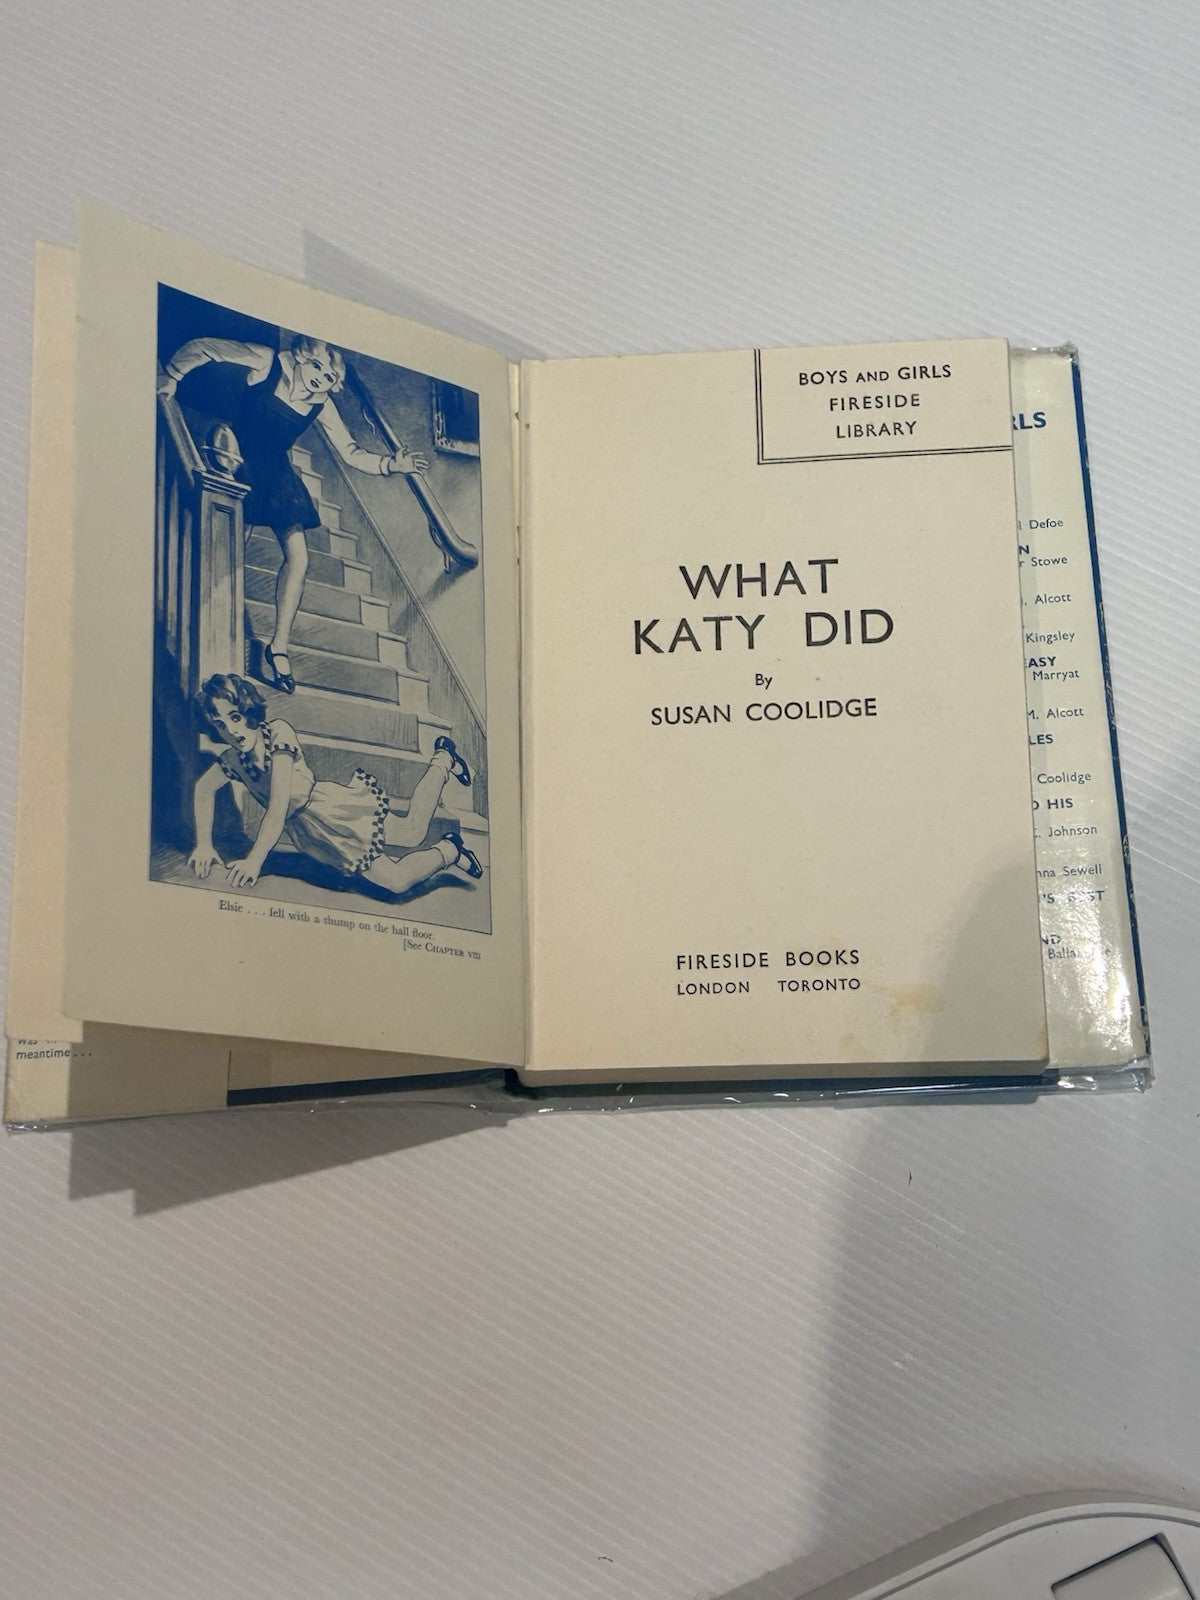 Elsie . . . fell with a thump on the hall floor.
[See CHAPTER VIII
meantime . . .
BOYS AND GIRLS
FIRESIDE
LIBRARY
WHAT
KATY DID
By
SUSAN COOLIDGE
FIRESIDE BOOKS
LONDON TORONTO
Defoe
Stowe
Alcott
Kingsley
Marryat
M. Alcott
Coolidge
HIS
Johnson
Sewell